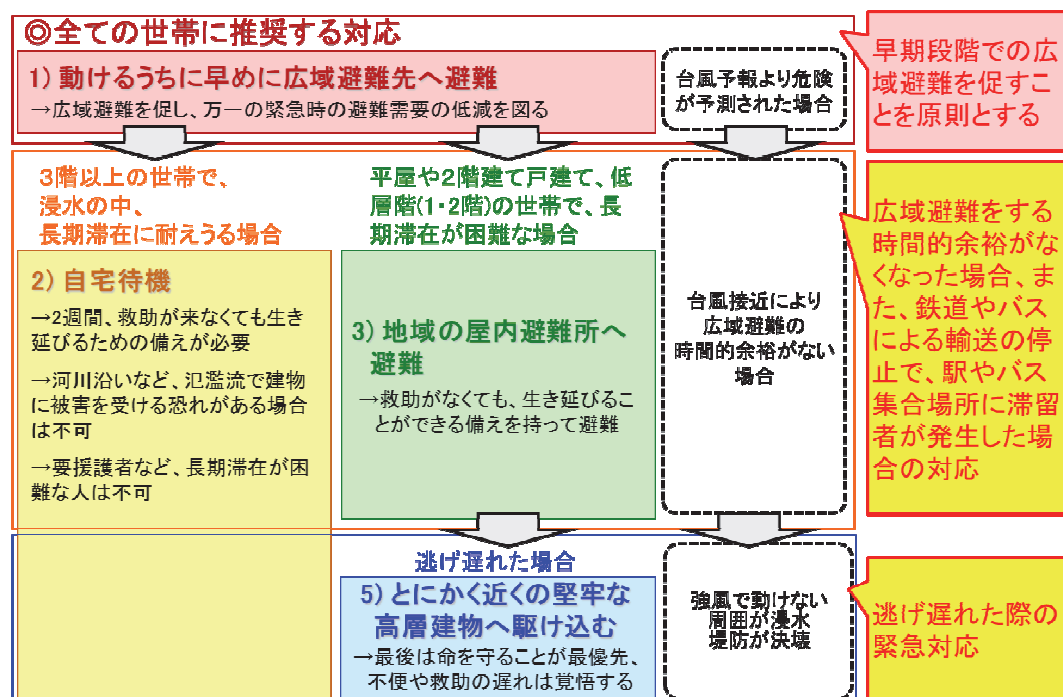 ◎全ての世帯に推奨する対応
1）動けるうちに早めに広域避難先へ避難
→広域避難を促し、万一の緊急時の避難需要の低減を図る
台風予報より危険
が予測された場合
早期段階での広
域避難を促すこ
とを原則とする
3階以上の世帯で、
浸水の中、
長期滞在に耐えうる場合
2）自宅待機
→2週間、救助が来なくても生き
延びるための備えが必要
→河川沿いなど、氾濫流で建物
に被害を受ける恐れがある場合
は不可
→要援護者など、長期滞在が困
難な人は不可
平屋や2階建て戸建て、低
層階(1・2階)の世帯で、長
期滞在が困難な場合
3）地域の屋内避難所へ
避難
→救助がなくても、生き延びるこ
とができる備えを持って避難
台風接近により
広域避難の
時間的余裕がない
場合
広域避難をする
時間的余裕がな
くなった場合、ま
た、鉄道やバス
による輸送の停
止で、駅やバス
集合場所に滞留
者が発生した場
合の対応
逃げ遅れた場合
5）とにかく近くの堅牢な
高層建物へ駆け込む
→最後は命を守ることが最優先、
不便や救助の遅れは覚悟する
強風で動けない
周囲が浸水
堤防が決壊
逃げ遅れた際の
緊急対応